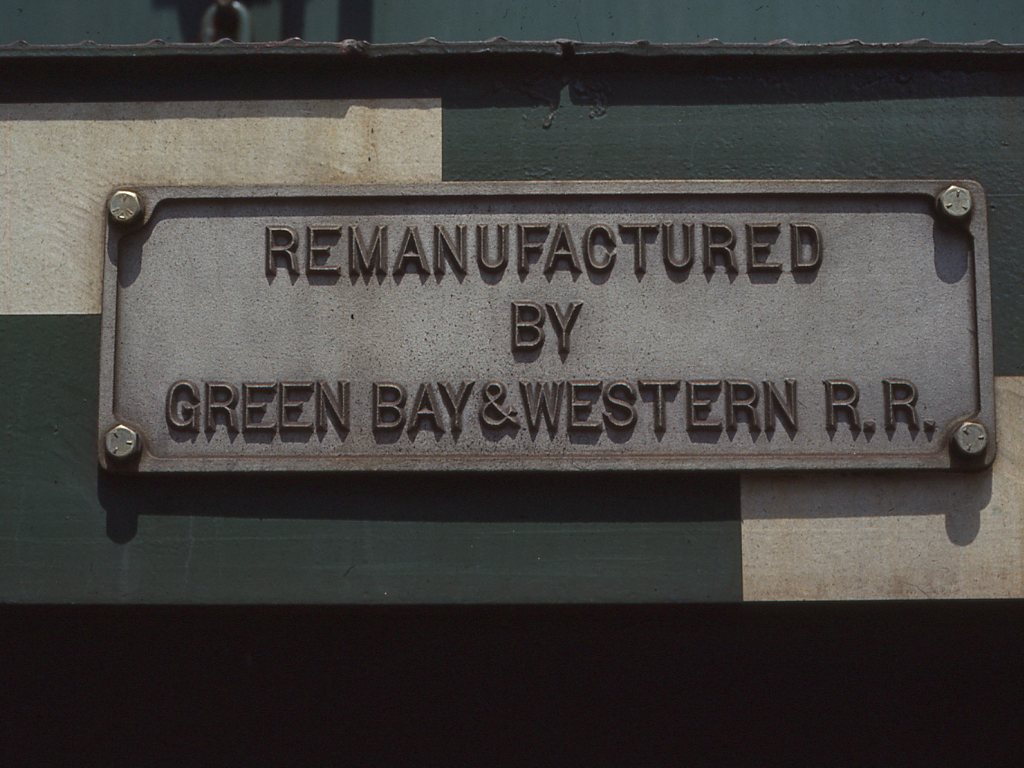 REMANUFACTURED
BY
GREEN BAY & WESTERN R.R.